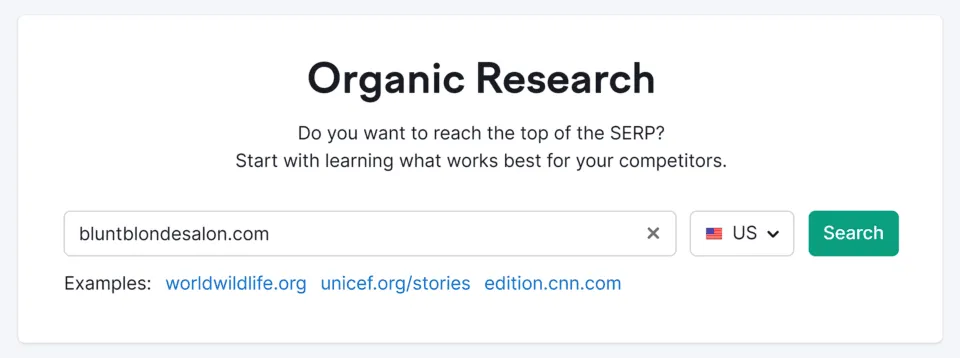 Organic Research
Do you want to reach the top of the SERP?
Start with learning what works best for your competitors.
bluntblondesalon.com US Search
Examples: worldwildlife.org unicef.org/stories edition.cnn.com